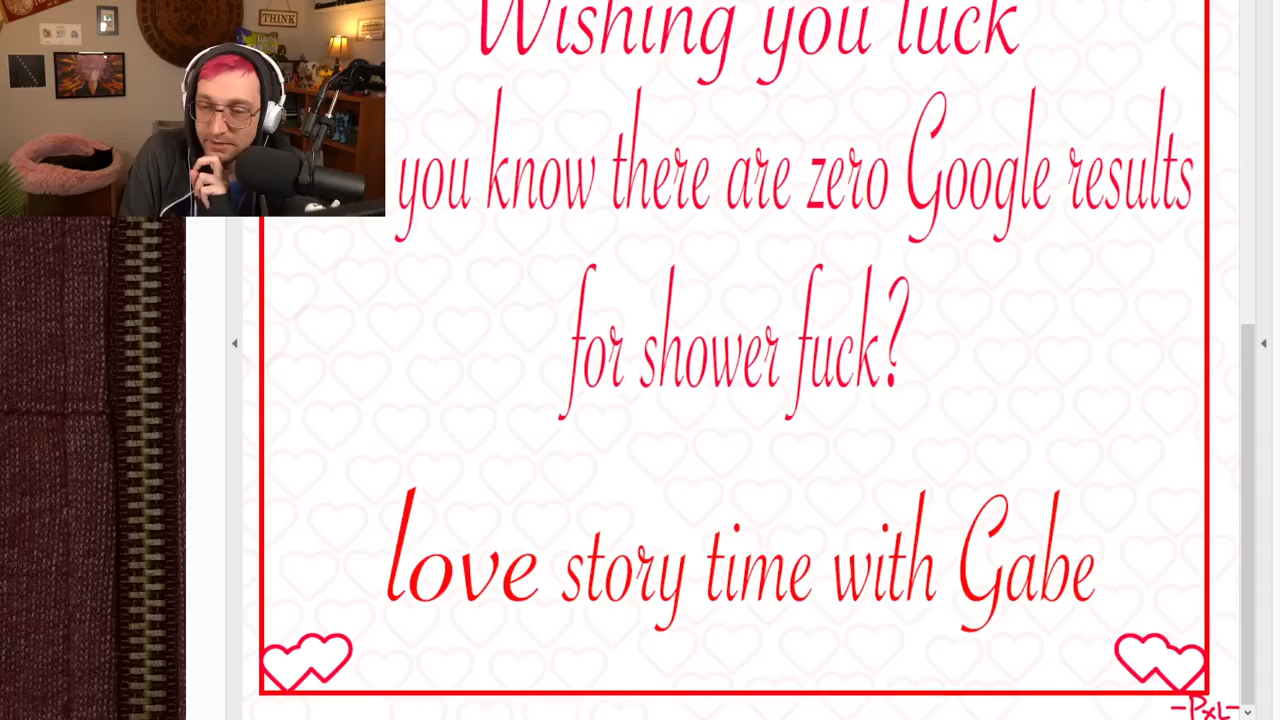 THINK
Wishing you luck
you know there are zero Google results
for shower fuck?
love story time with Gabe
-PxL-